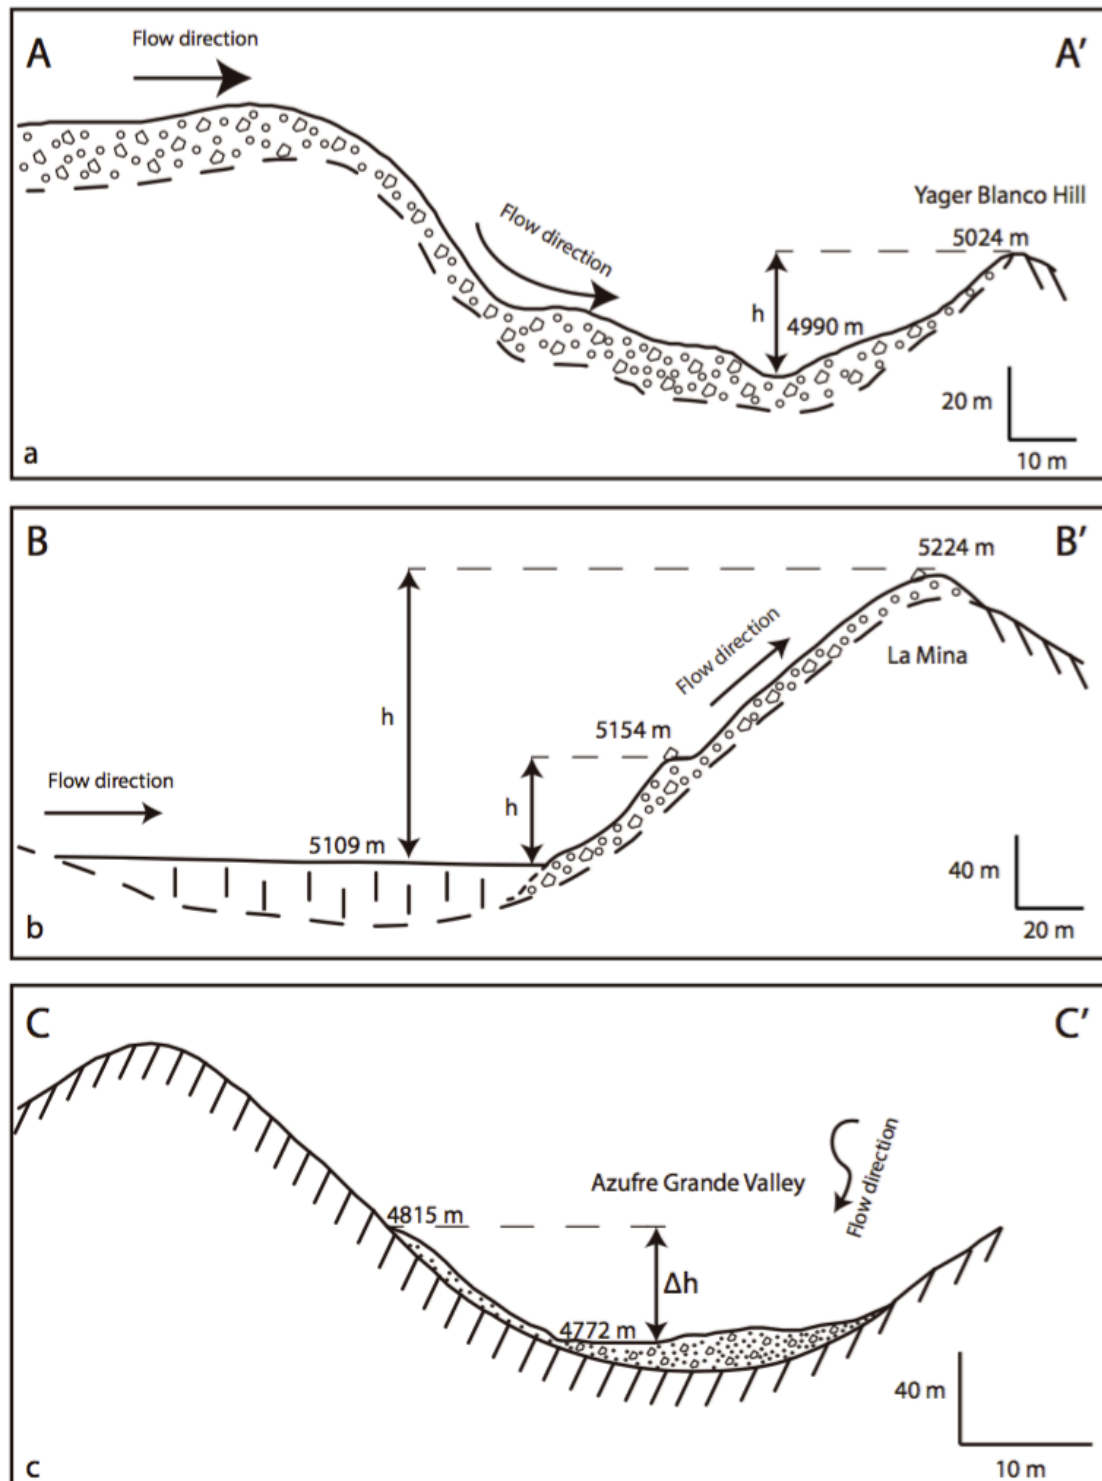 A
Flow direction
A’
Flow direction
Yager Blanco Hill
5024 m
h
4990 m
20 m
10 m
a
B
5224 m
B’
Flow direction
La Mina
h
5154 m
Flow direction
h
5109 m
40 m
20 m
b
C
C’
Flow direction
Azufre Grande Valley
4815 m
Δh
4772 m
40 m
10 m
c